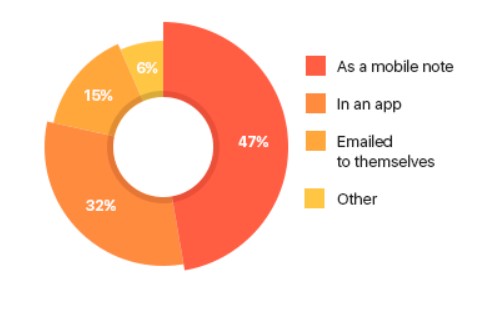 6%
15%
47%
32%
As a mobile note
In an app
Emailed
to themselves
Other